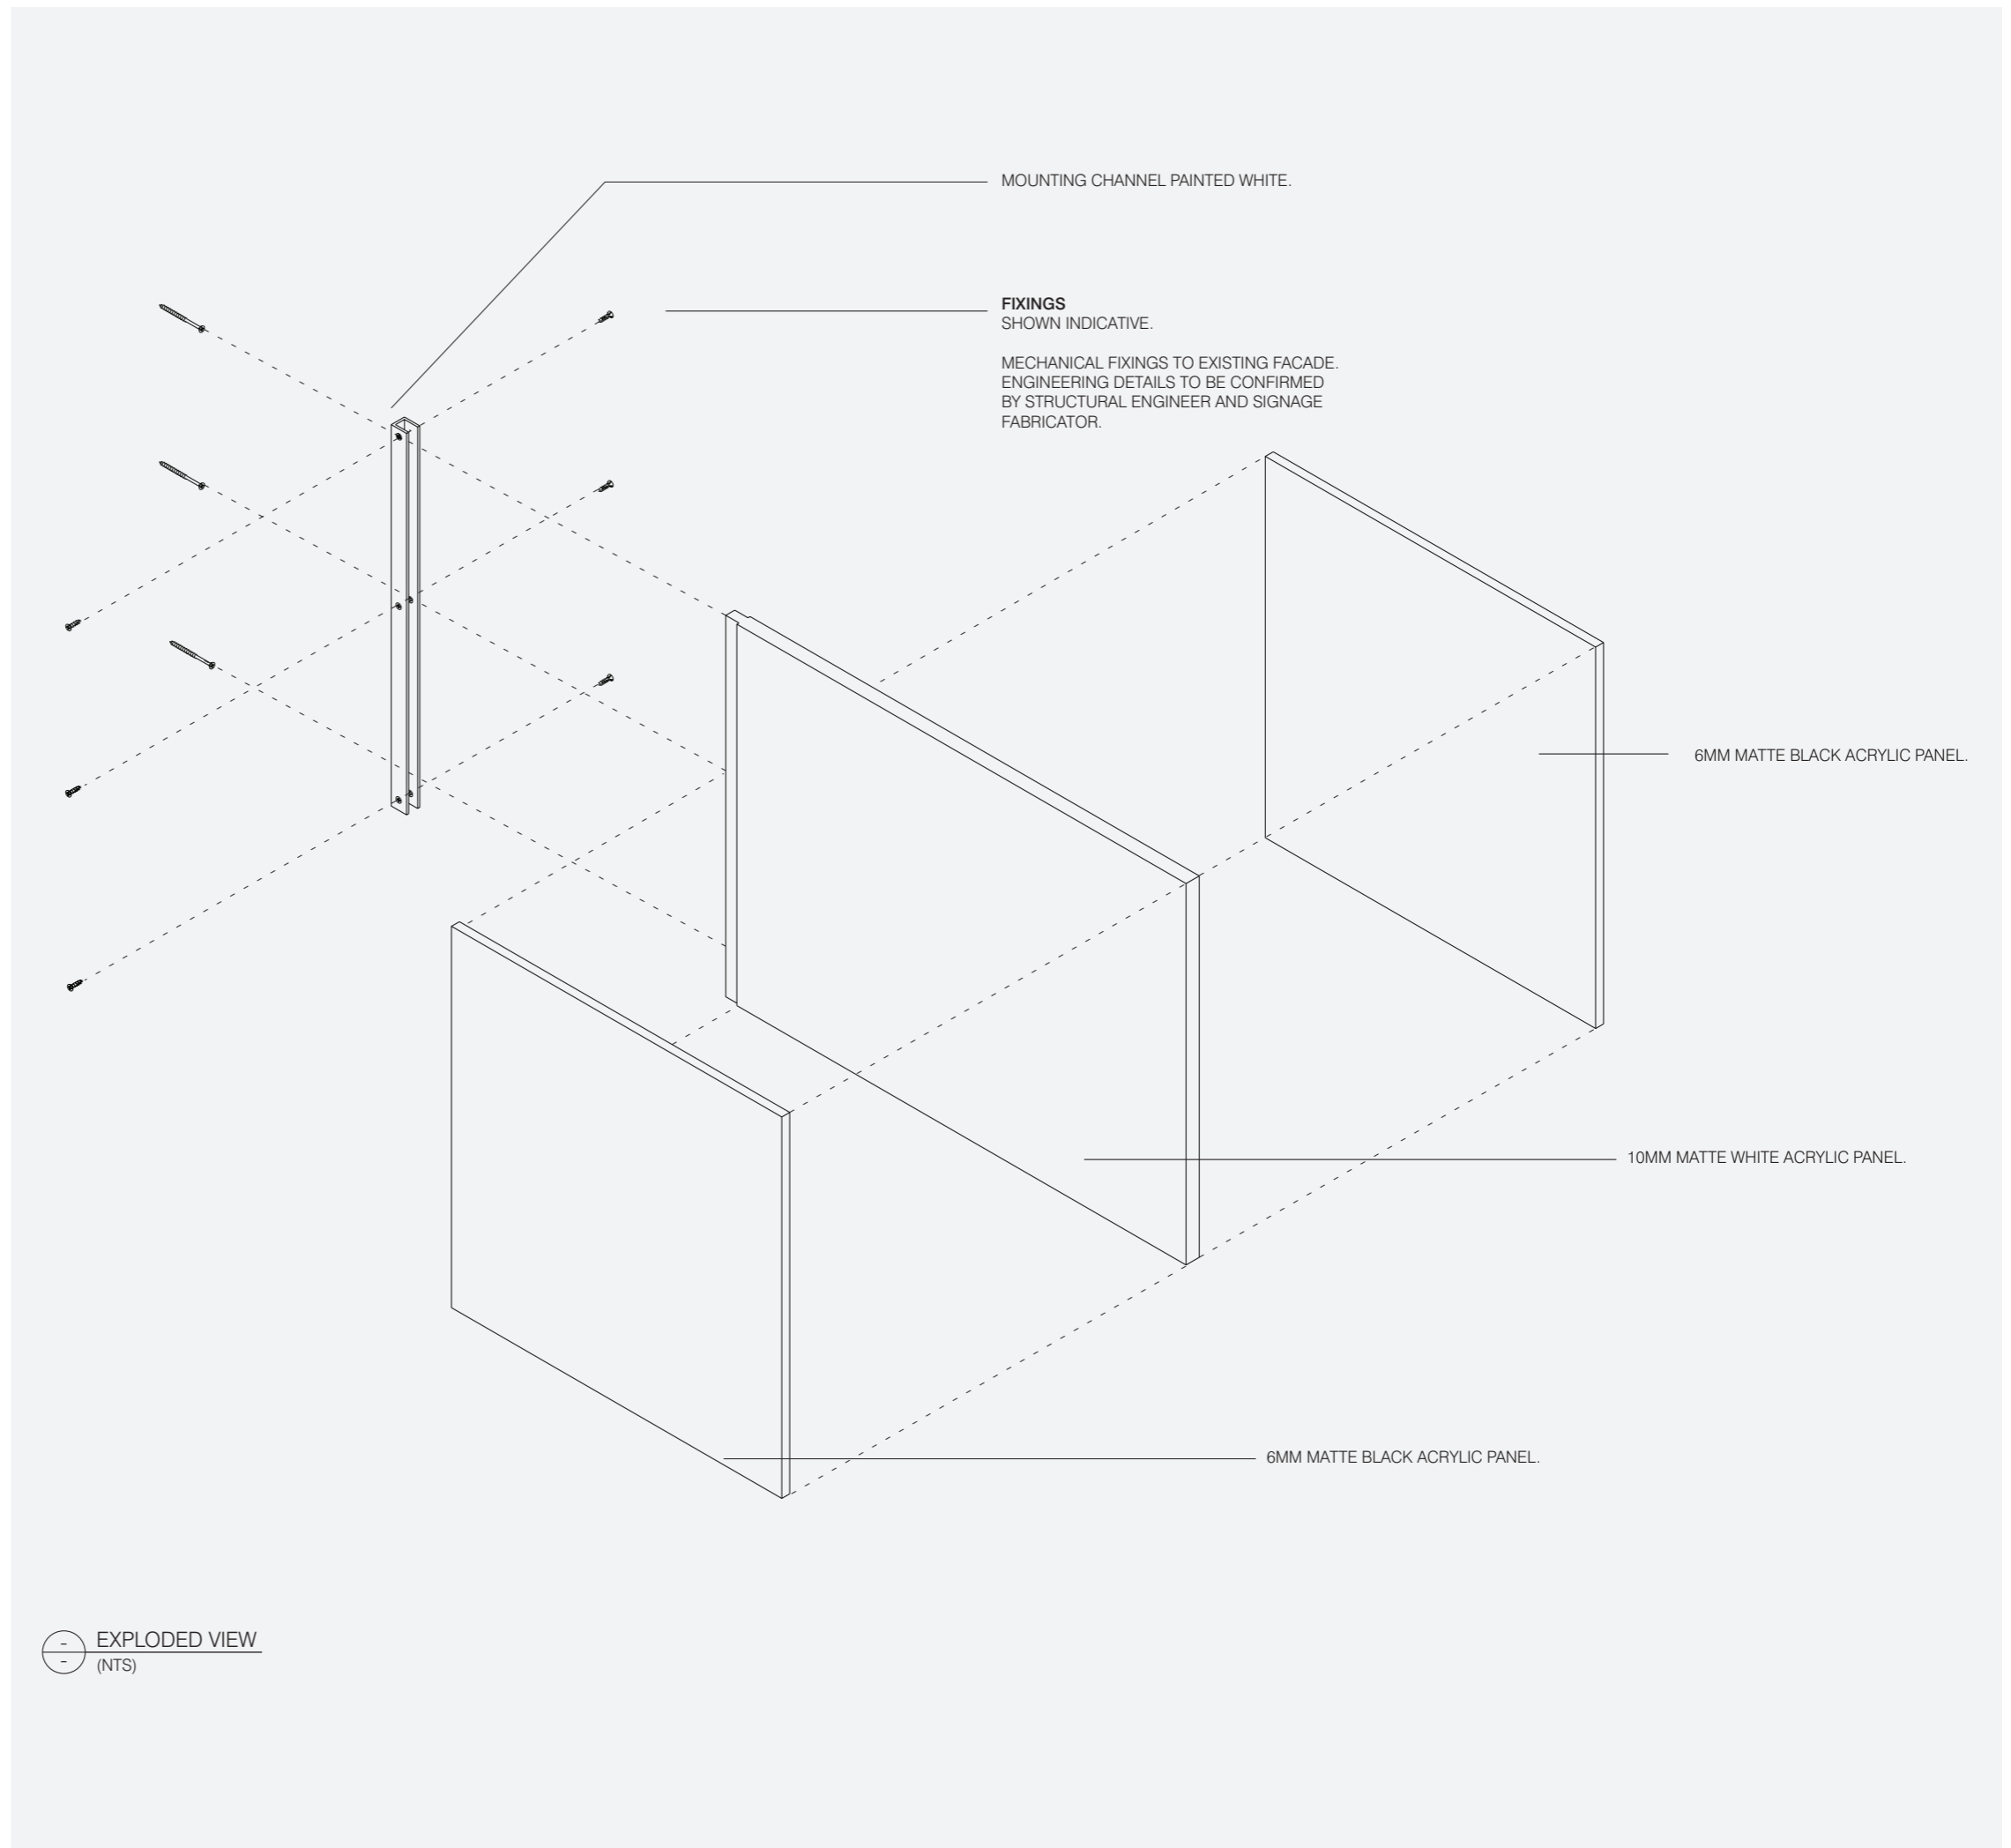 MOUNTING CHANNEL PAINTED WHITE.
FIXINGS
SHOWN INDICATIVE.
MECHANICAL FIXINGS TO EXISTING FACADE.
ENGINEERING DETAILS TO BE CONFIRMED
BY STRUCTURAL ENGINEER AND SIGNAGE
FABRICATOR.
6MM MATTE BLACK ACRYLIC PANEL.
10MM MATTE WHITE ACRYLIC PANEL.
6MM MATTE BLACK ACRYLIC PANEL.
-
-
EXPLODED VIEW
(NTS)